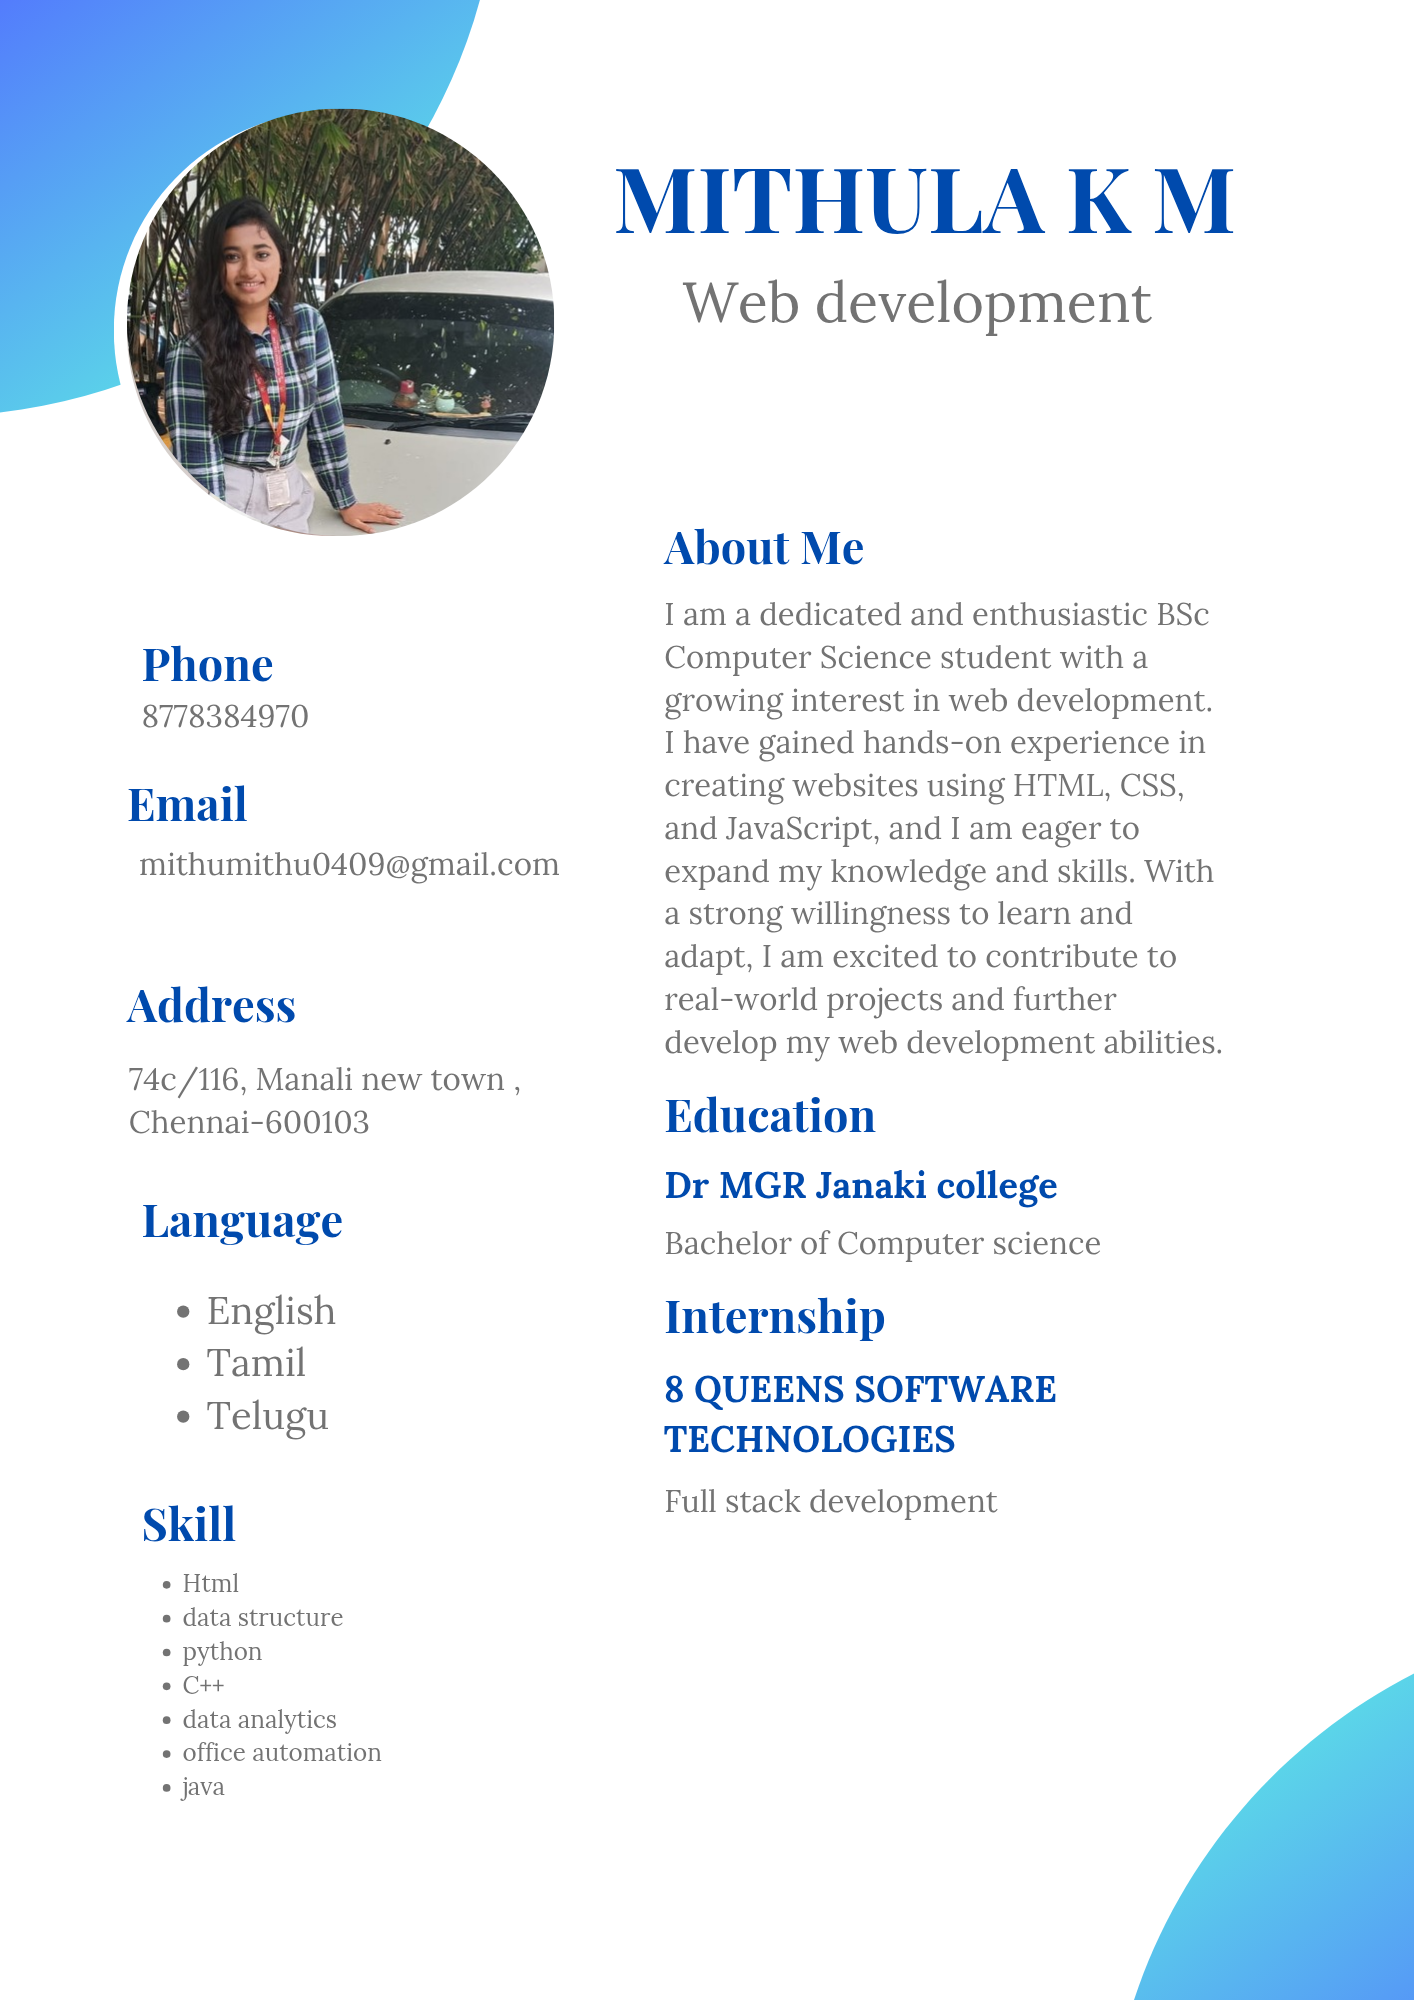 MITHULA K M
Web development
Phone
8778384970
Email
mithumithu0409@gmail.com
Address
74c/116, Manali new town ,
Chennai-600103
Language
• English
• Tamil
• Telugu
Skill
• Html
• data structure
• python
• C++
• data analytics
• office automation
• java
About Me
I am a dedicated and enthusiastic BSc
Computer Science student with a
growing interest in web development.
I have gained hands-on experience in
creating websites using HTML, CSS,
and JavaScript, and I am eager to
expand my knowledge and skills. With
a strong willingness to learn and
adapt, I am excited to contribute to
real-world projects and further
develop my web development abilities.
Education
Dr MGR Janaki college
Bachelor of Computer science
Internship
8 QUEENS SOFTWARE
TECHNOLOGIES
Full stack development